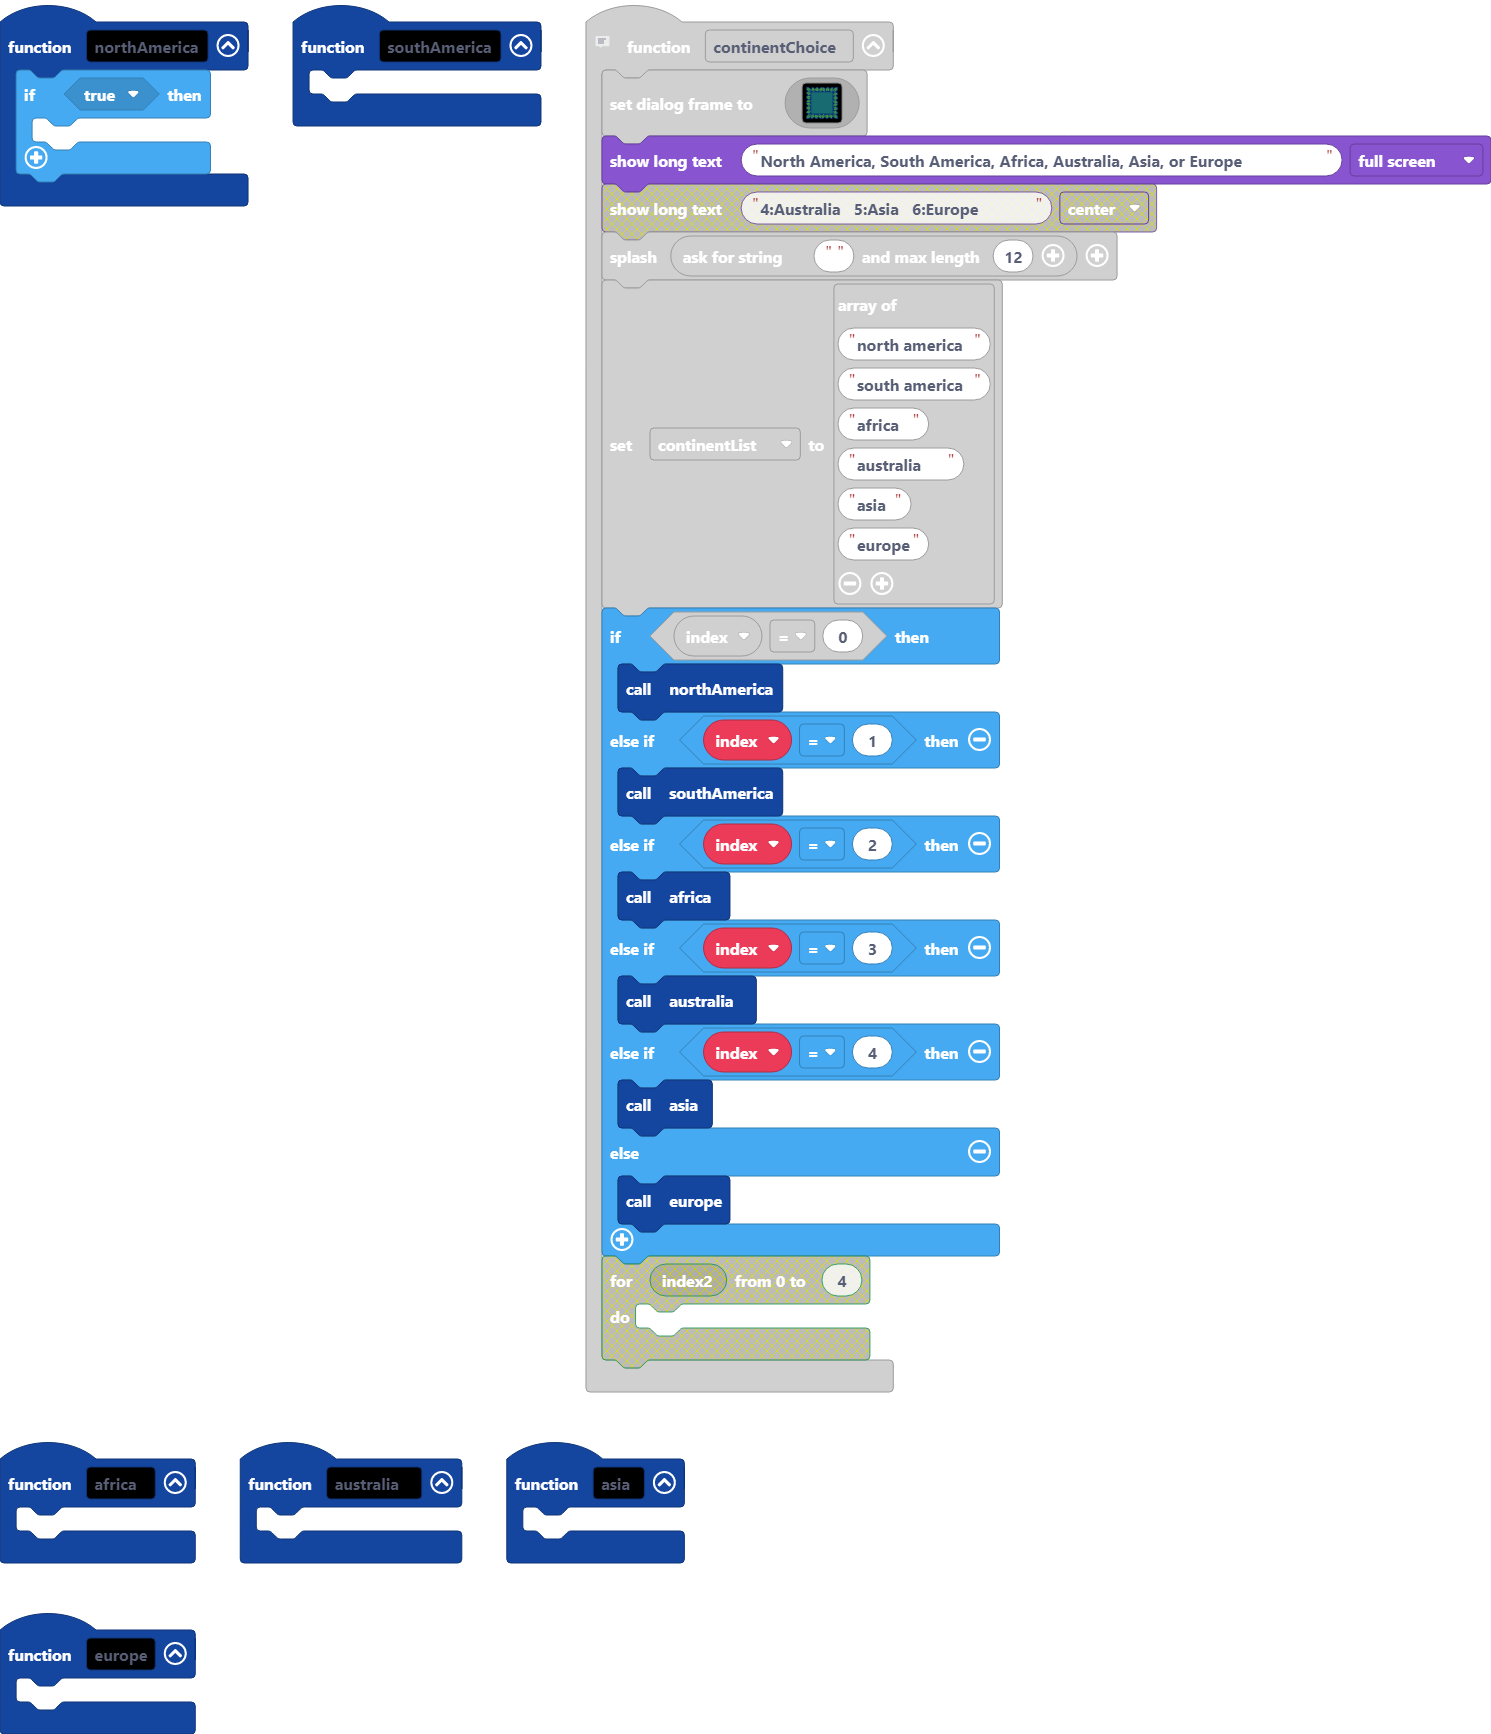 function northAmerica
if true then
function southAmerica
function continentChoice
set dialog frame to
show long text "North America, South America, Africa, Australia, Asia, or Europe" full screen
show long text "4:Australia 5:Asia 6:Europe" center
splash ask for string "" and max length 12
set continentList to array of
"north america"
"south america"
"africa"
"australia"
"asia"
"europe"
if index = 0 then
call northAmerica
else if index = 1 then
call southAmerica
else if index = 2 then
call africa
else if index = 3 then
call australia
else if index = 4 then
call asia
else
call europe
for index2 from 0 to 4
do
function africa
function australia
function asia
function europe